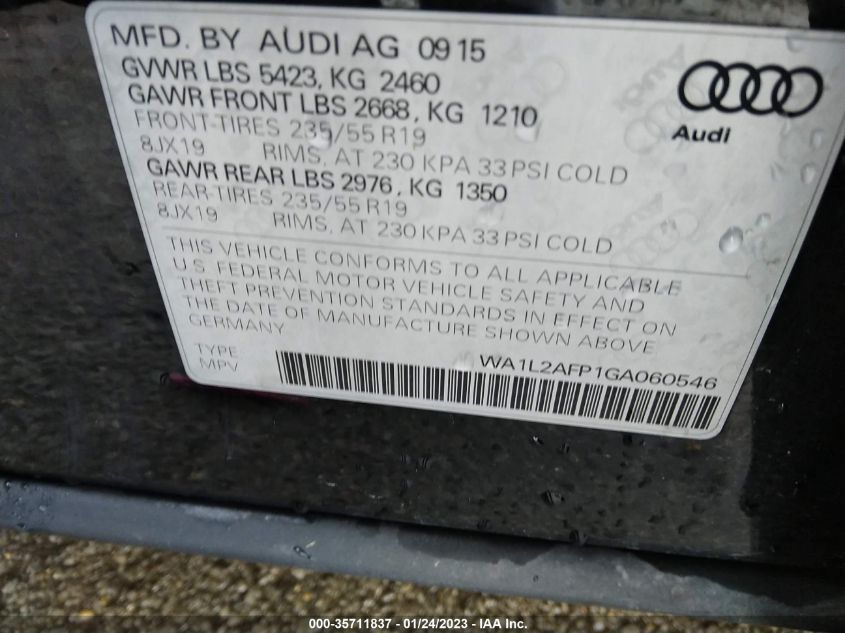 MFD. BY AUDI AG 0915
GVWR LBS 5423, KG 2460
GAWR FRONT LBS 2668, KG 1210
FRONT-TIRES 235/55 R19
8JX19 RIMS, AT 230 KPA 33 PSI COLD
GAWR REAR LBS 2976, KG 1350
REAR-TIRES 235/55 R19
8JX19 RIMS, AT 230 KPA 33 PSI COLD
Audi
THIS VEHICLE CONFORMS TO ALL APPLICABLE
U.S. FEDERAL MOTOR VEHICLE SAFETY AND
THEFT PREVENTION STANDARDS IN EFFECT ON
THE DATE OF MANUFACTURE SHOWN ABOVE.
GERMANY
TYPE WA1L2AFP1GA060546
MPV
000-35711837 - 01/24/2023 - IAA Inc.